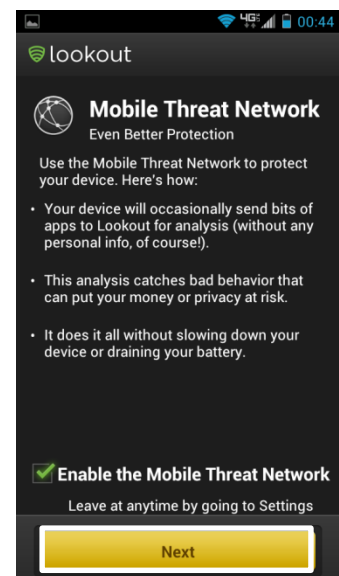 4G 00:44
lookout
Mobile Threat Network
Even Better Protection
Use the Mobile Threat Network to protect
your device. Here's how:
• Your device will occasionally send bits of
apps to Lookout for analysis (without any
personal info, of course!).
• This analysis catches bad behavior that
can put your money or privacy at risk.
• It does it all without slowing down your
device or draining your battery.
Enable the Mobile Threat Network
Leave at anytime by going to Settings
Next